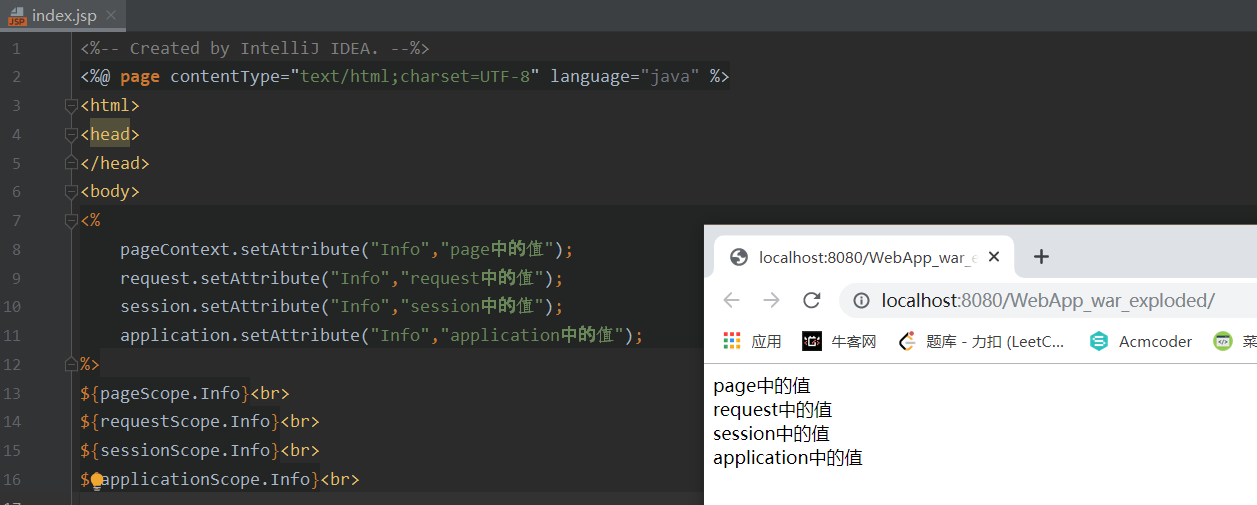 index.jsp
1 <%-- Created by IntelliJ IDEA. --%>
2 <%@ page contentType="text/html;charset=UTF-8" language="java" %>
3 <html>
4 <head>
5 </head>
6 <body>
7 <%
8 pageContext.setAttribute("Info","page中的值");
9 request.setAttribute("Info","request中的值");
10 session.setAttribute("Info","session中的值");
11 application.setAttribute("Info","application中的值");
12 %>
13 ${pageScope.Info}<br>
14 ${requestScope.Info}<br>
15 ${sessionScope.Info}<br>
16 $ applicationScope.Info}<br>
17
localhost:8080/WebApp_war_e
localhost:8080/WebApp_war_exploded/
应用 牛客网 题库 - 力扣 (LeetC... Acmcoder 菜
page中的值
request中的值
session中的值
application中的值